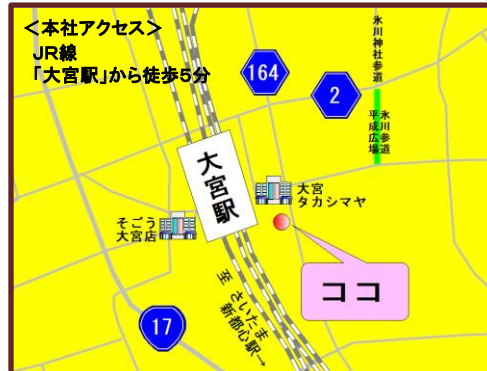 ＜本社アクセス＞
JR線
「大宮駅」から徒歩5分
164
2
氷川神社参道
氷川参道
平成広場
大宮駅
大宮
タカシマヤ
そごう
大宮店
ココ
至 さいたま
新都心駅→
17